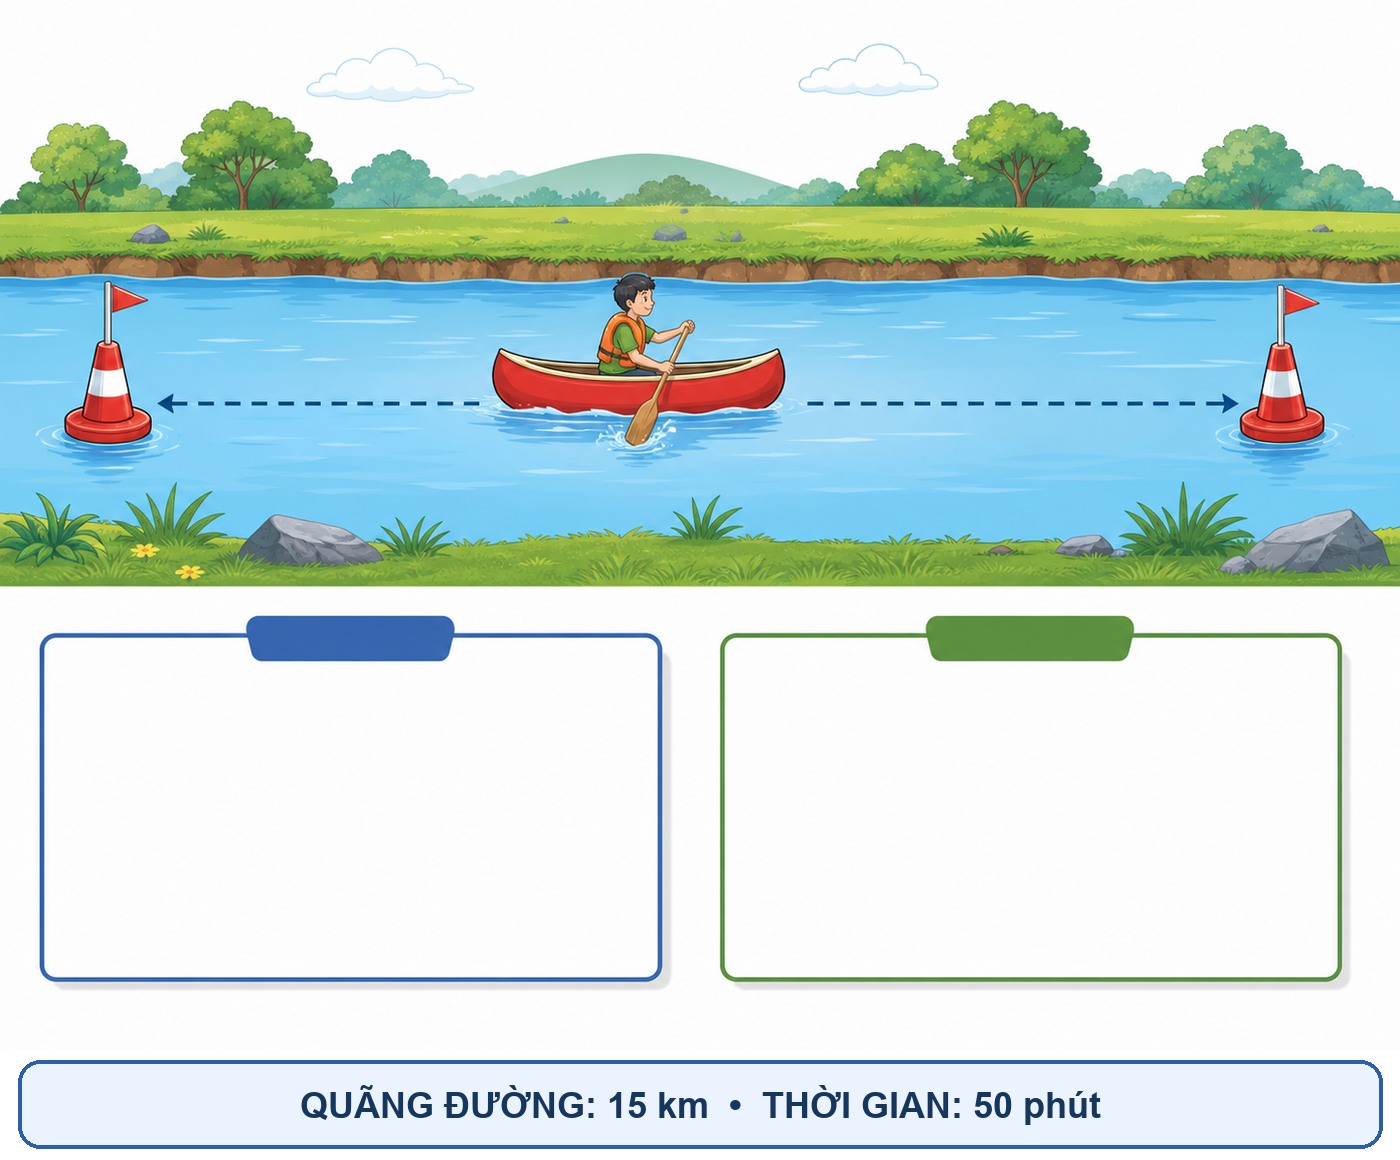 QUÃNG ĐƯỜNG: 15 km • THỜI GIAN: 50 phút